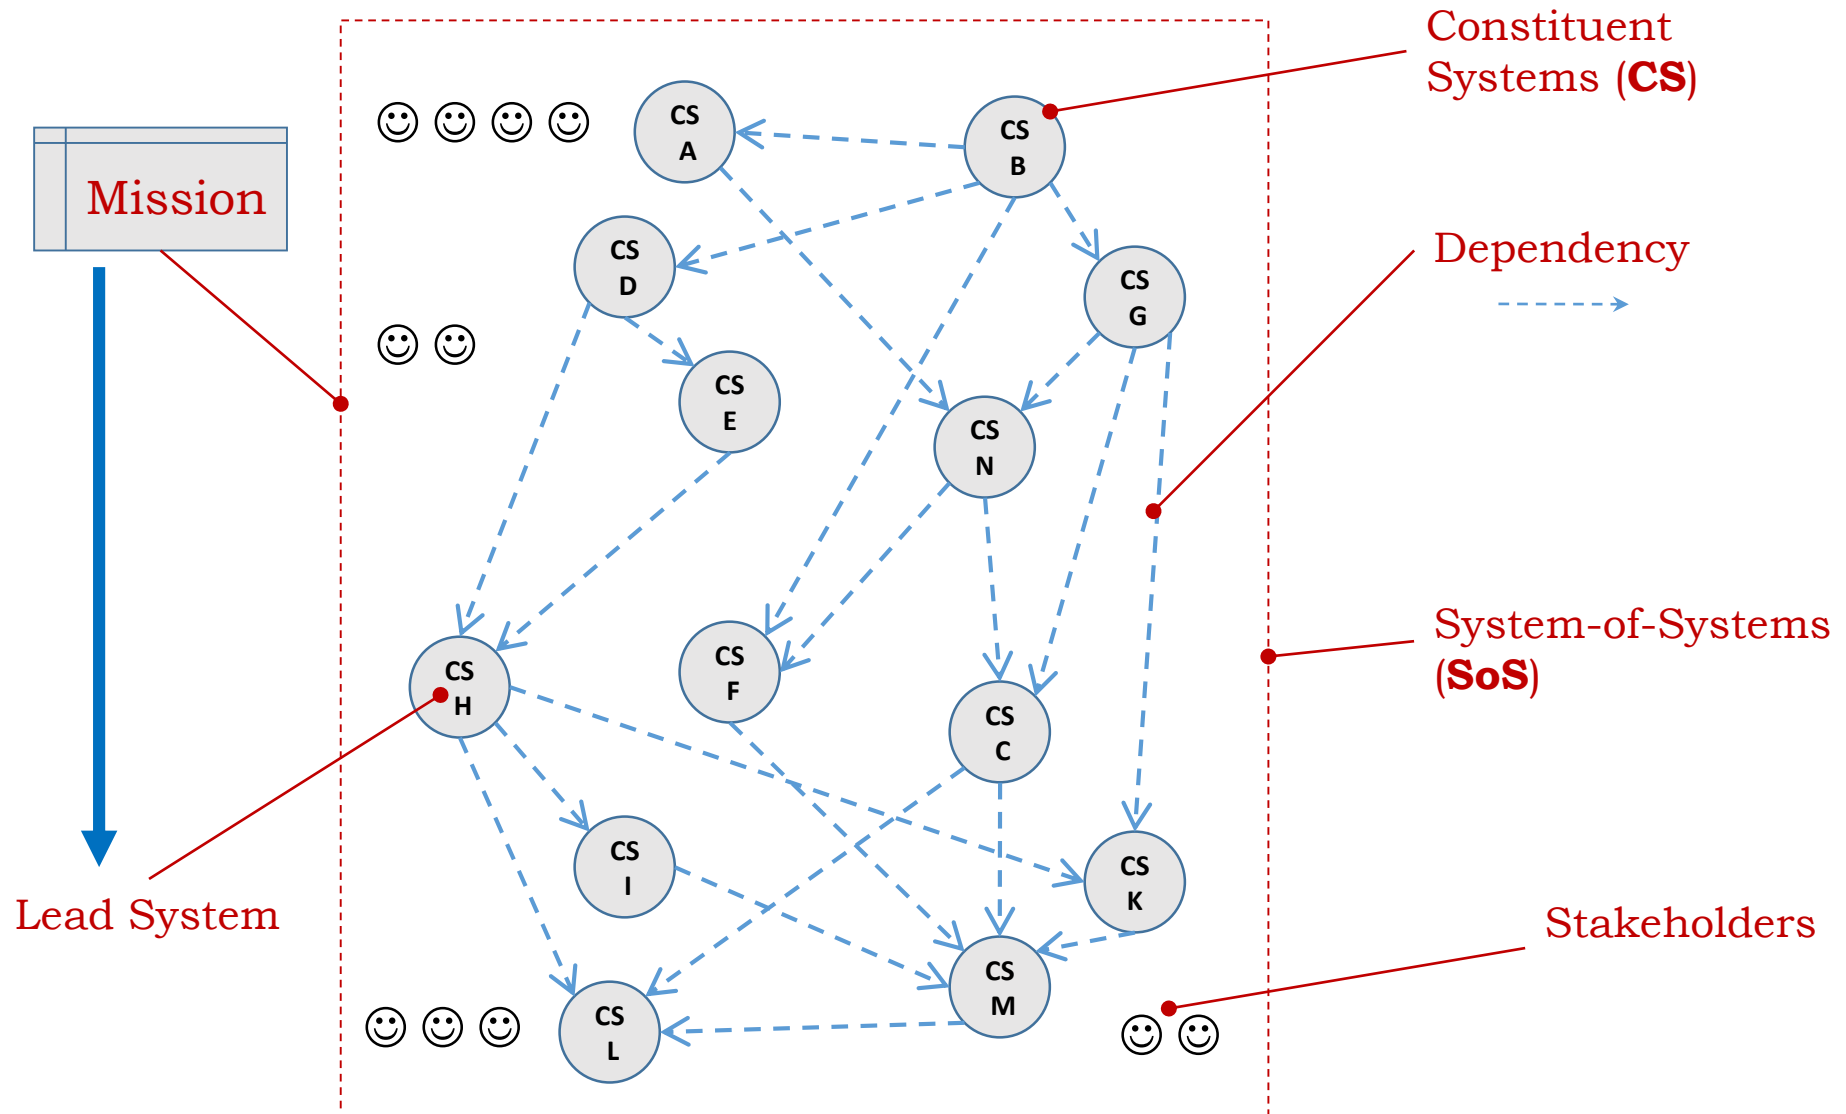 Constituent
Systems (CS)
CS
A
CS
B
Mission
CS
D
Dependency
CS
G
CS
E
CS
N
System-of-Systems
(SoS)
CS
H
CS
F
CS
C
CS
I
CS
K
Lead System
Stakeholders
CS
M
CS
L